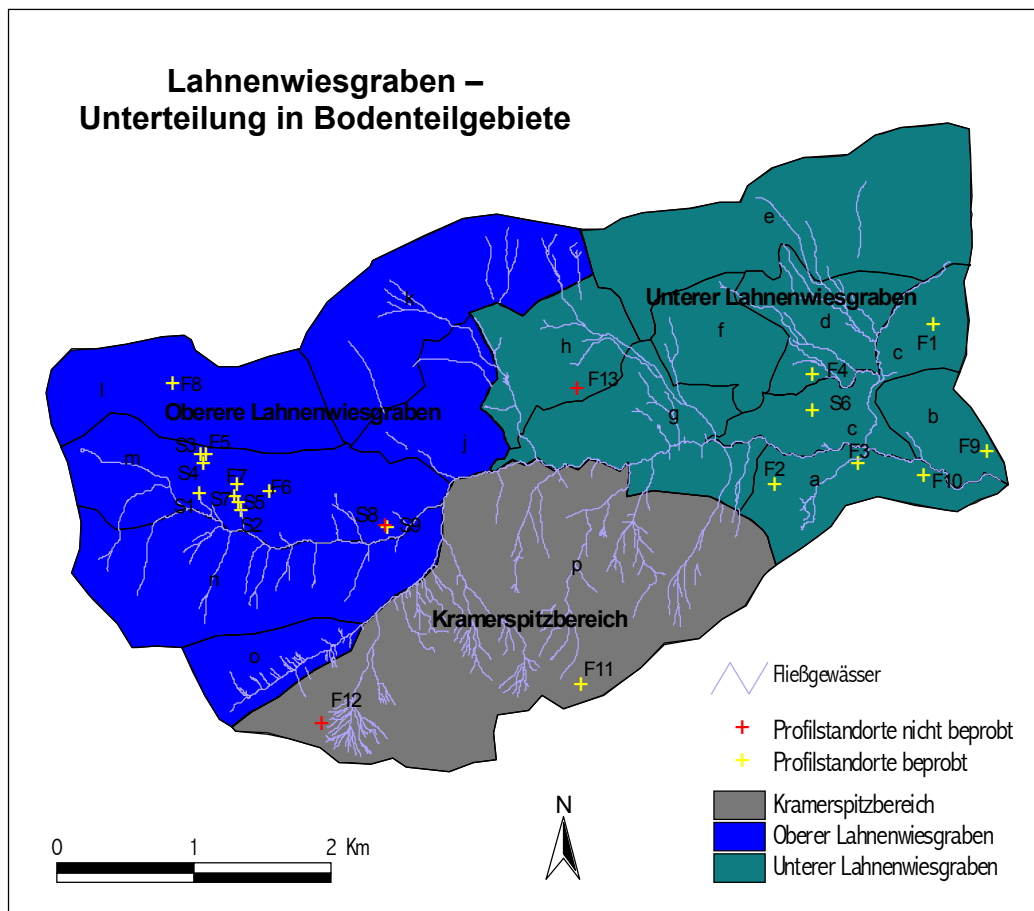 Lahnenwiesgraben –
Unterteilung in Bodenteilgebiete
e
k
Unterer Lahnenwiesgraben
d
f
h
c
F1
F4
F13
l
F8
S6
Oberere Lahnenwiesgraben
g
c
b
j
m
S3
F5
S4
F3
F9
F2
a
F10
F7
F6
S1
S7
S5
S2
S8
S9
n
p
Kramerspitzbereich
o
F11
F12
Fließgewässer
Profilstandorte nicht beprobt
Profilstandorte beprobt
Kramerspitzbereich
Oberer Lahnenwiesgraben
Unterer Lahnenwiesgraben
N
0 1 2 Km